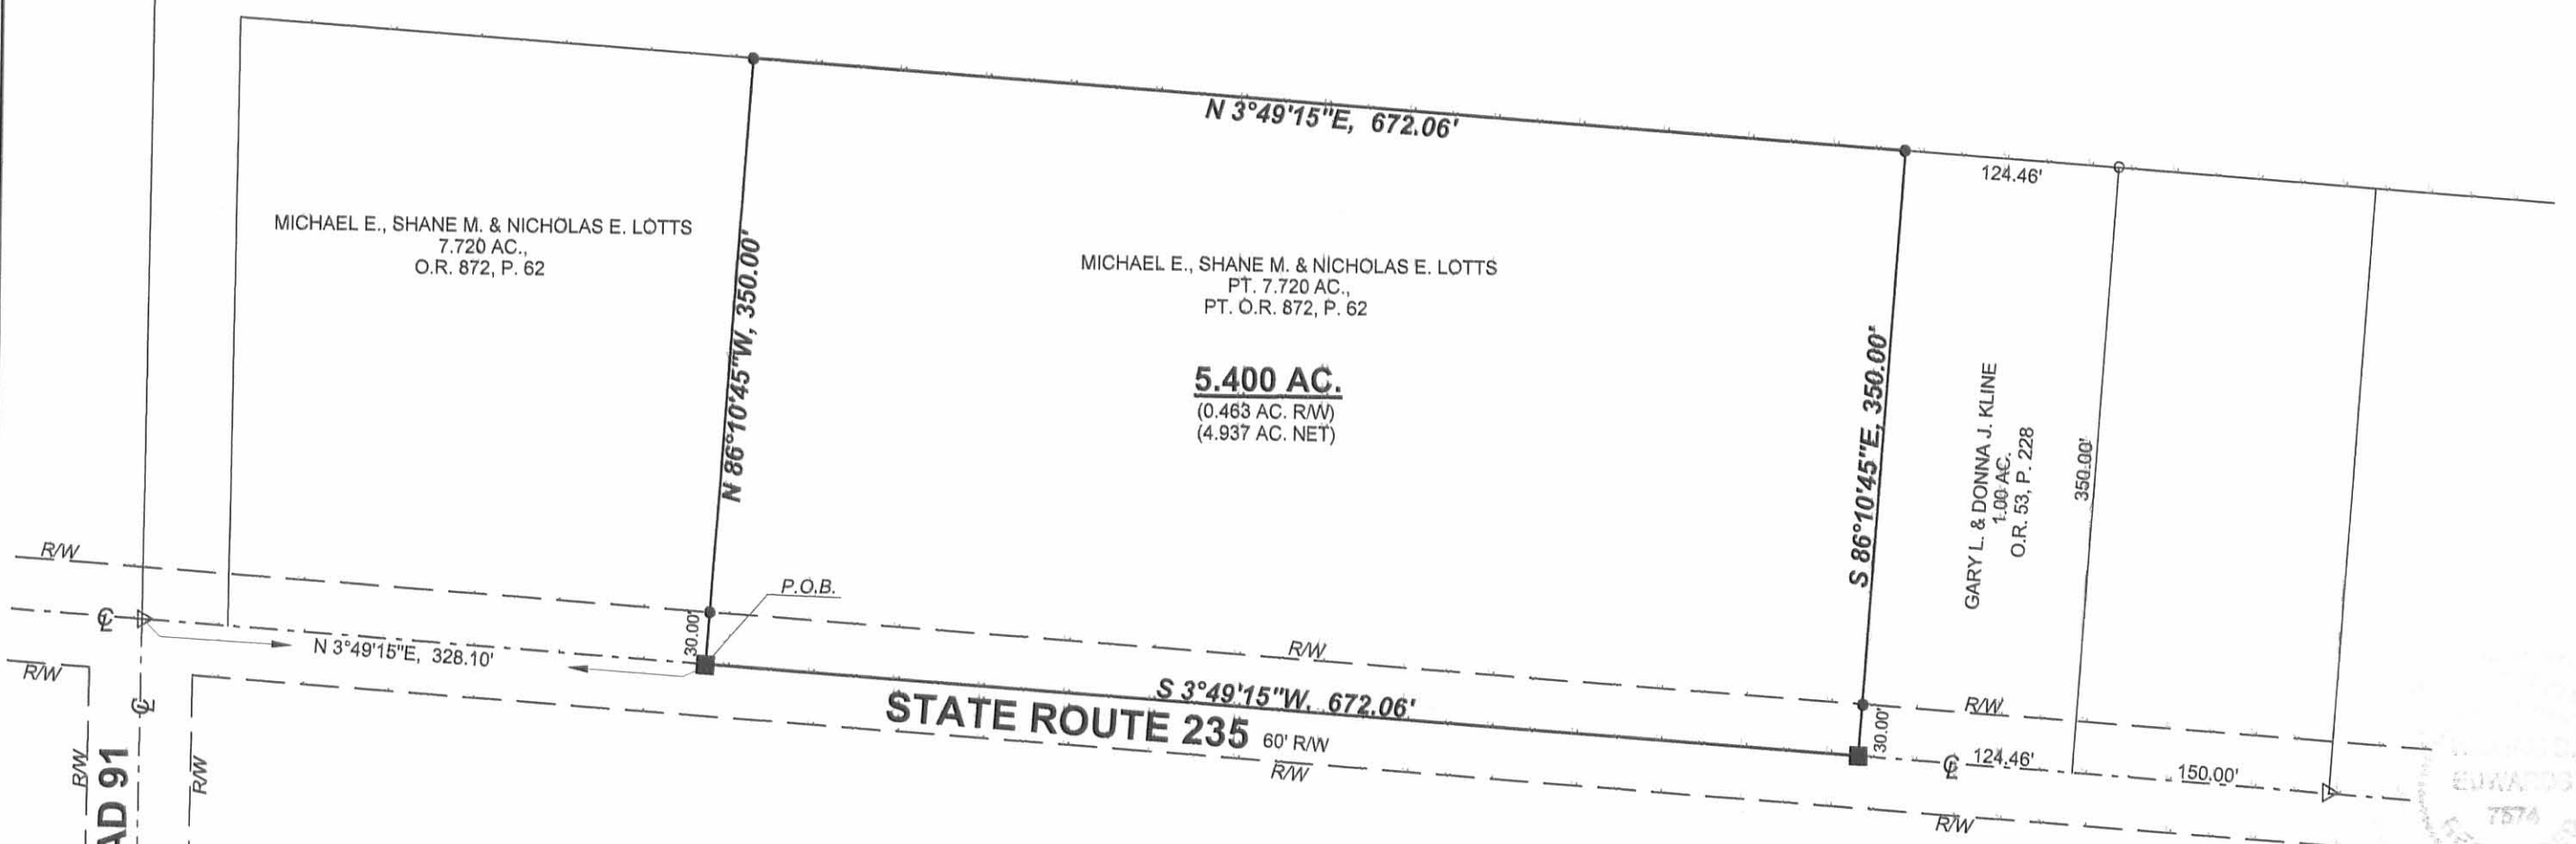 N 3°49'15"E, 672.06'
124.46'
MICHAEL E., SHANE M. & NICHOLAS E. LOTTS
7.720 AC.,
O.R. 872, P. 62
N 86°10'45"W, 350.00'
MICHAEL E., SHANE M. & NICHOLAS E. LOTTS
PT. 7.720 AC.,
PT. O.R. 872, P. 62
5.400 AC.
(0.463 AC. R/W)
(4.937 AC. NET)
S 86°10'45"E, 350.00'
GARY L. & DONNA J. KLINE
1.00 AC.
O.R. 53, P. 228
350.00'
R/W
P.O.B.
30.00'
℄
N 3°49'15"E, 328.10'
R/W
R/W
S 3°49'15"W, 672.06'
STATE ROUTE 235 60' R/W
R/W
R/W
30.00'
℄
124.46'
150.00'
R/W
℄
R/W
AD 91
R/W
EDWARDS
7574